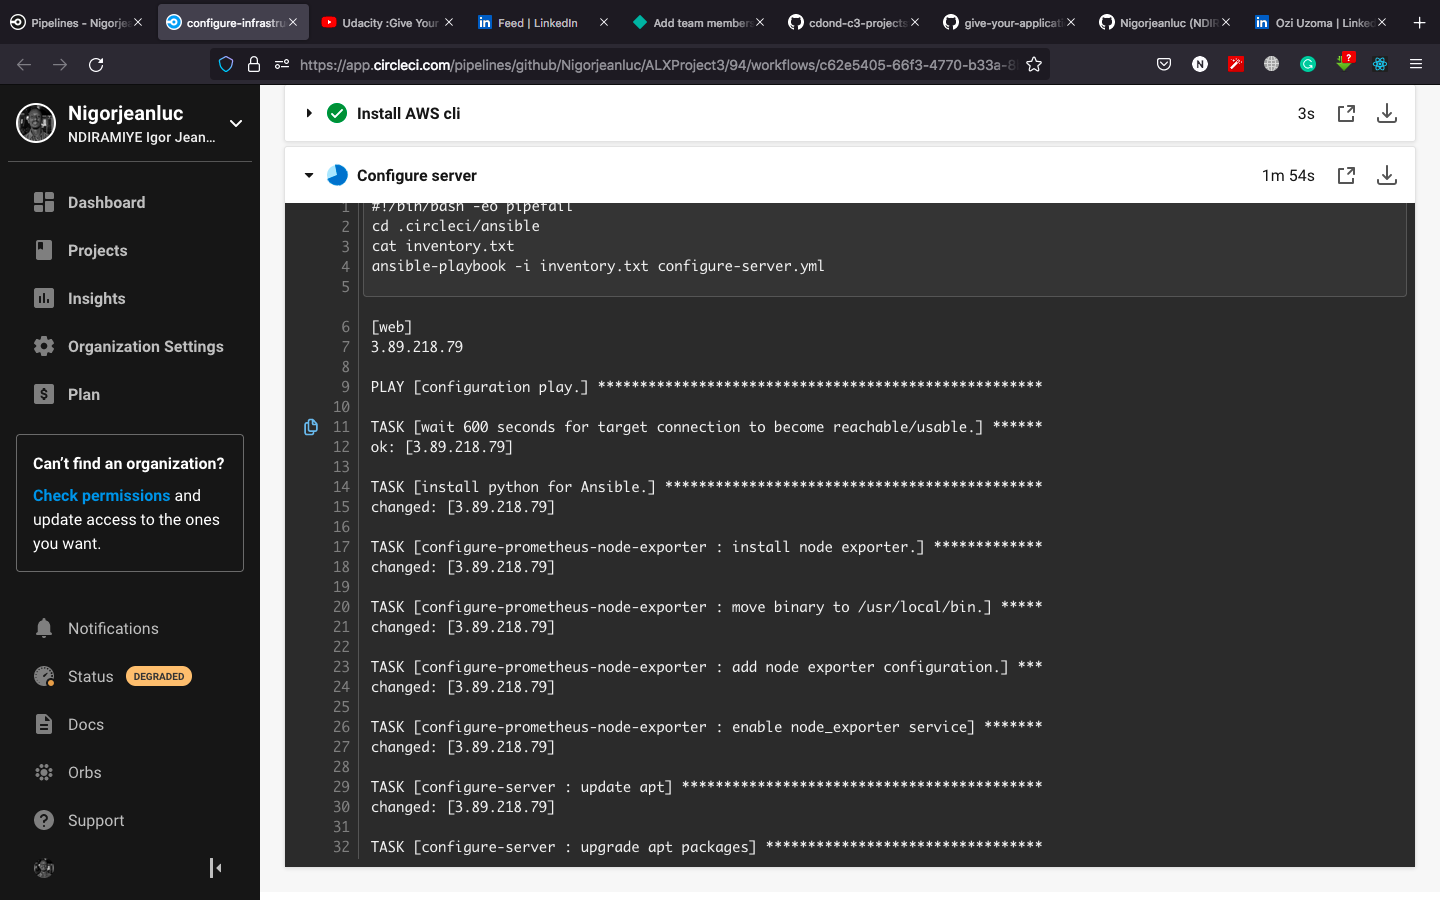 Pipelines - Nigorje
configure-infrastru
Udacity :Give Your
Feed | LinkedIn
Add team members
cdond-c3-projects
give-your-applicati
Nigorjeanluc (NDIR
Ozi Uzoma | Linked
https://app.circleci.com/pipelines/github/Nigorjeanluc/ALXProject3/94/workflows/c62e5405-66f3-4770-b33a-8
Nigorjeanluc
NDIRAMIYE Igor Jean...
Dashboard
Projects
Insights
Organization Settings
Plan
Can't find an organization?
Check permissions and
update access to the ones
you want.
Notifications
Status DEGRADED
Docs
Orbs
Support
Install AWS cli 3s
Configure server 1m 54s
1 #!/bin/bash -eo pipefail
2 cd .circleci/ansible
3 cat inventory.txt
4 ansible-playbook -i inventory.txt configure-server.yml
5
6 [web]
7 3.89.218.79
8
9 PLAY [configuration play.] *****************************************************
10
11 TASK [wait 600 seconds for target connection to become reachable/usable.] ******
12 ok: [3.89.218.79]
13
14 TASK [install python for Ansible.] *********************************************
15 changed: [3.89.218.79]
16
17 TASK [configure-prometheus-node-exporter : install node exporter.] *************
18 changed: [3.89.218.79]
19
20 TASK [configure-prometheus-node-exporter : move binary to /usr/local/bin.] *****
21 changed: [3.89.218.79]
22
23 TASK [configure-prometheus-node-exporter : add node exporter configuration.] ***
24 changed: [3.89.218.79]
25
26 TASK [configure-prometheus-node-exporter : enable node_exporter service] *******
27 changed: [3.89.218.79]
28
29 TASK [configure-server : update apt] *******************************************
30 changed: [3.89.218.79]
31
32 TASK [configure-server : upgrade apt packages] *********************************